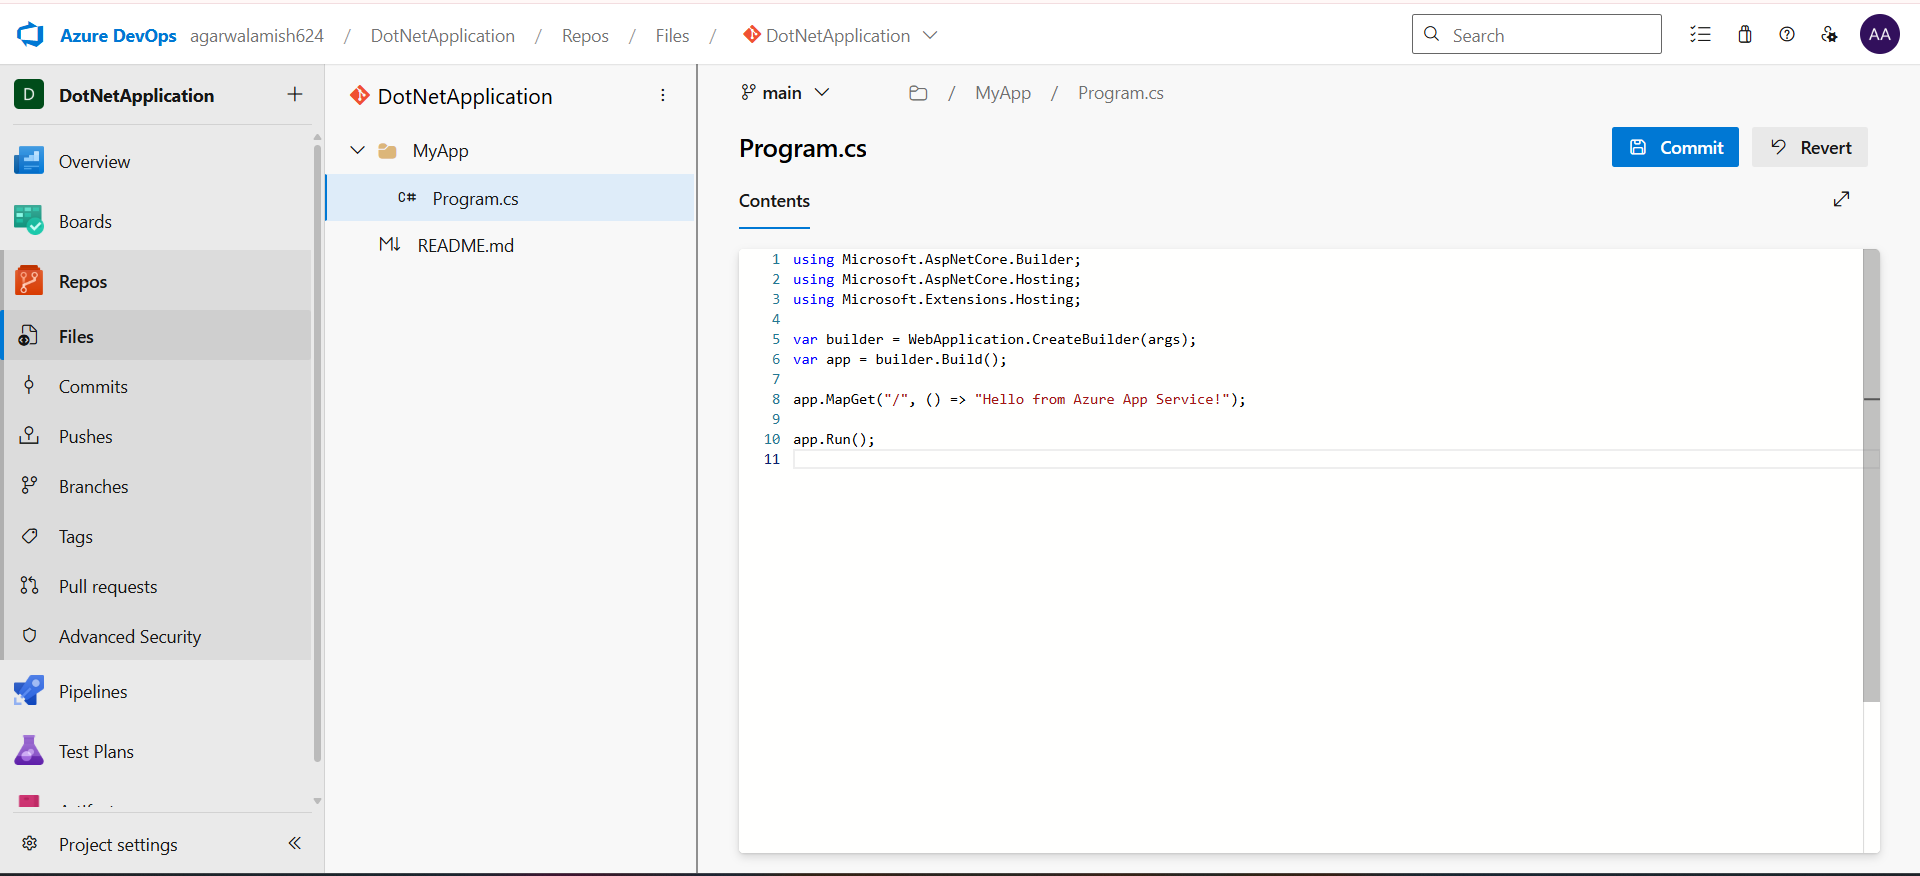 Azure DevOps agarwalamish624 / DotNetApplication / Repos / Files / DotNetApplication
Search
AA
D DotNetApplication
Overview
Boards
Repos
Files
Commits
Pushes
Branches
Tags
Pull requests
Advanced Security
Pipelines
Test Plans
Project settings
DotNetApplication
MyApp
C# Program.cs
M↓ README.md
main
/ MyApp / Program.cs
Program.cs
Commit
Revert
Contents
1 using Microsoft.AspNetCore.Builder;
2 using Microsoft.AspNetCore.Hosting;
3 using Microsoft.Extensions.Hosting;
4
5 var builder = WebApplication.CreateBuilder(args);
6 var app = builder.Build();
7
8 app.MapGet("/", () => "Hello from Azure App Service!");
9
10 app.Run();
11